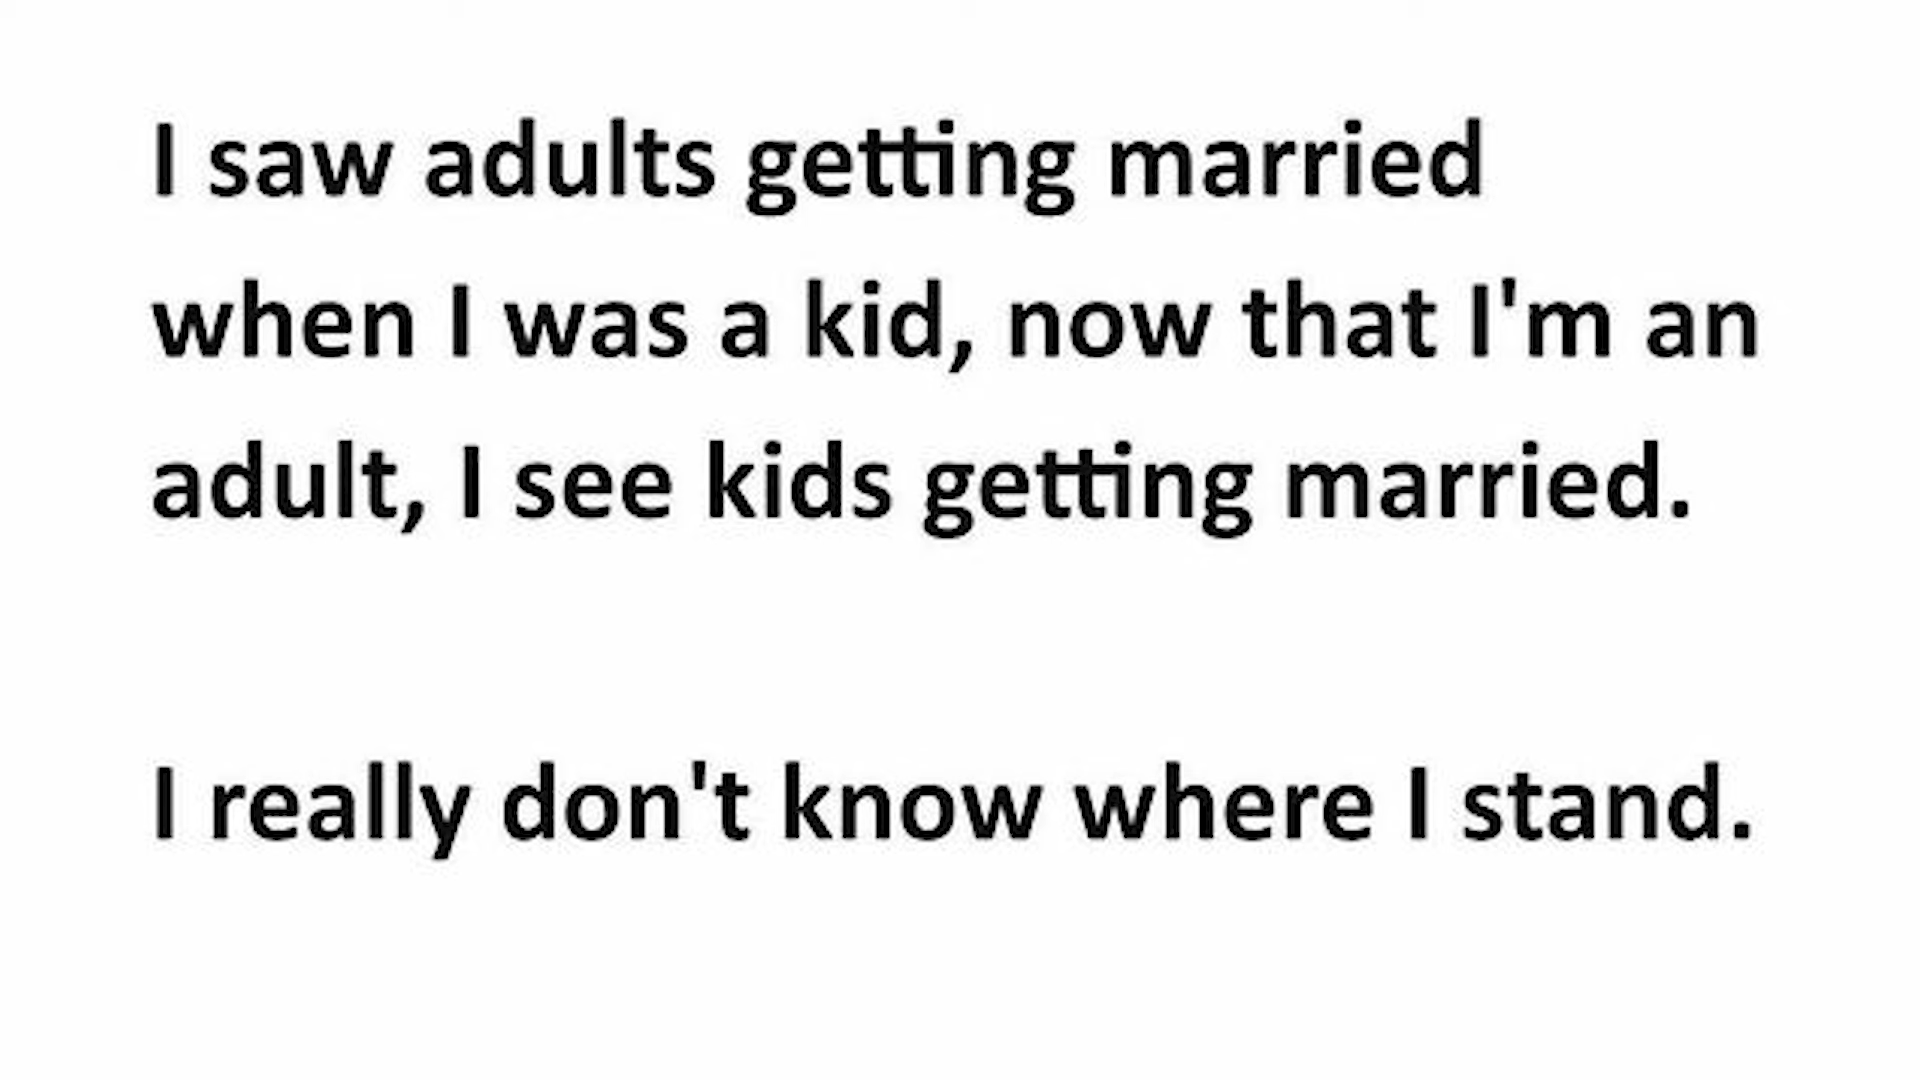 I saw adults getting married
when I was a kid, now that I'm an
adult, I see kids getting married.
I really don't know where I stand.